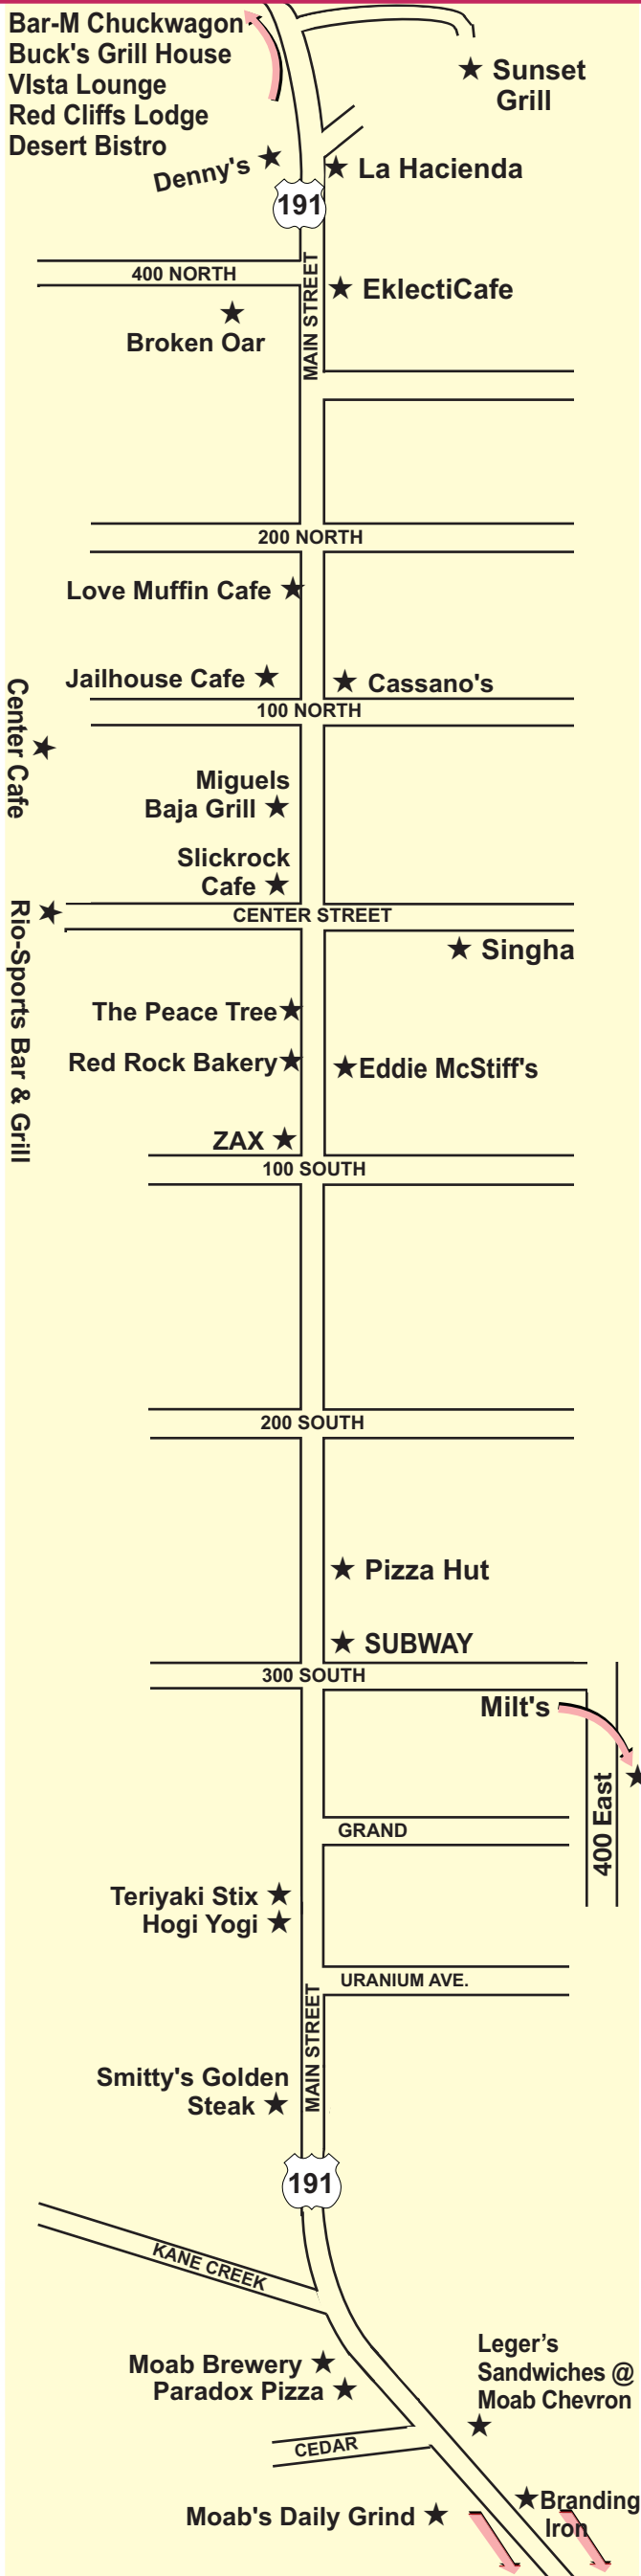 Bar-M Chuckwagon
Buck's Grill House
VIsta Lounge
Red Cliffs Lodge
Desert Bistro
Sunset
Grill
Denny's
La Hacienda
191
400 NORTH
MAIN STREET
EklectiCafe
Broken Oar
200 NORTH
Love Muffin Cafe
Jailhouse Cafe
Cassano's
100 NORTH
Center Cafe
Miguels
Baja Grill
Slickrock
Cafe
CENTER STREET
Rio-Sports Bar & Grill
Singha
The Peace Tree
Red Rock Bakery
Eddie McStiff's
ZAX
100 SOUTH
200 SOUTH
Pizza Hut
SUBWAY
300 SOUTH
Milt's
400 East
GRAND
Teriyaki Stix
Hogi Yogi
URANIUM AVE.
MAIN STREET
Smitty's Golden
Steak
191
KANE CREEK
Leger’s
Sandwiches @
Moab Chevron
Moab Brewery
Paradox Pizza
CEDAR
Branding
Iron
Moab's Daily Grind